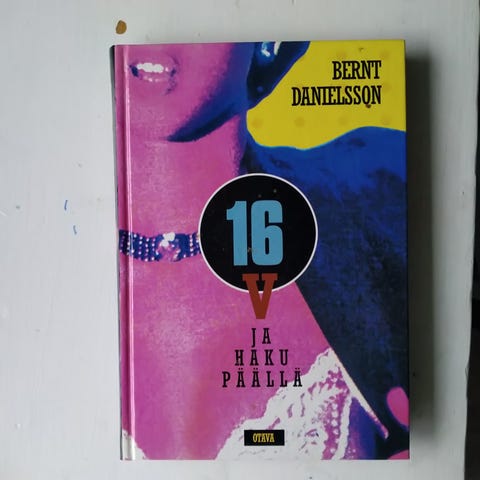 BERNT
DANIELSSON
16
V
JA
HAKU
PÄÄLLÄ
OTAVA